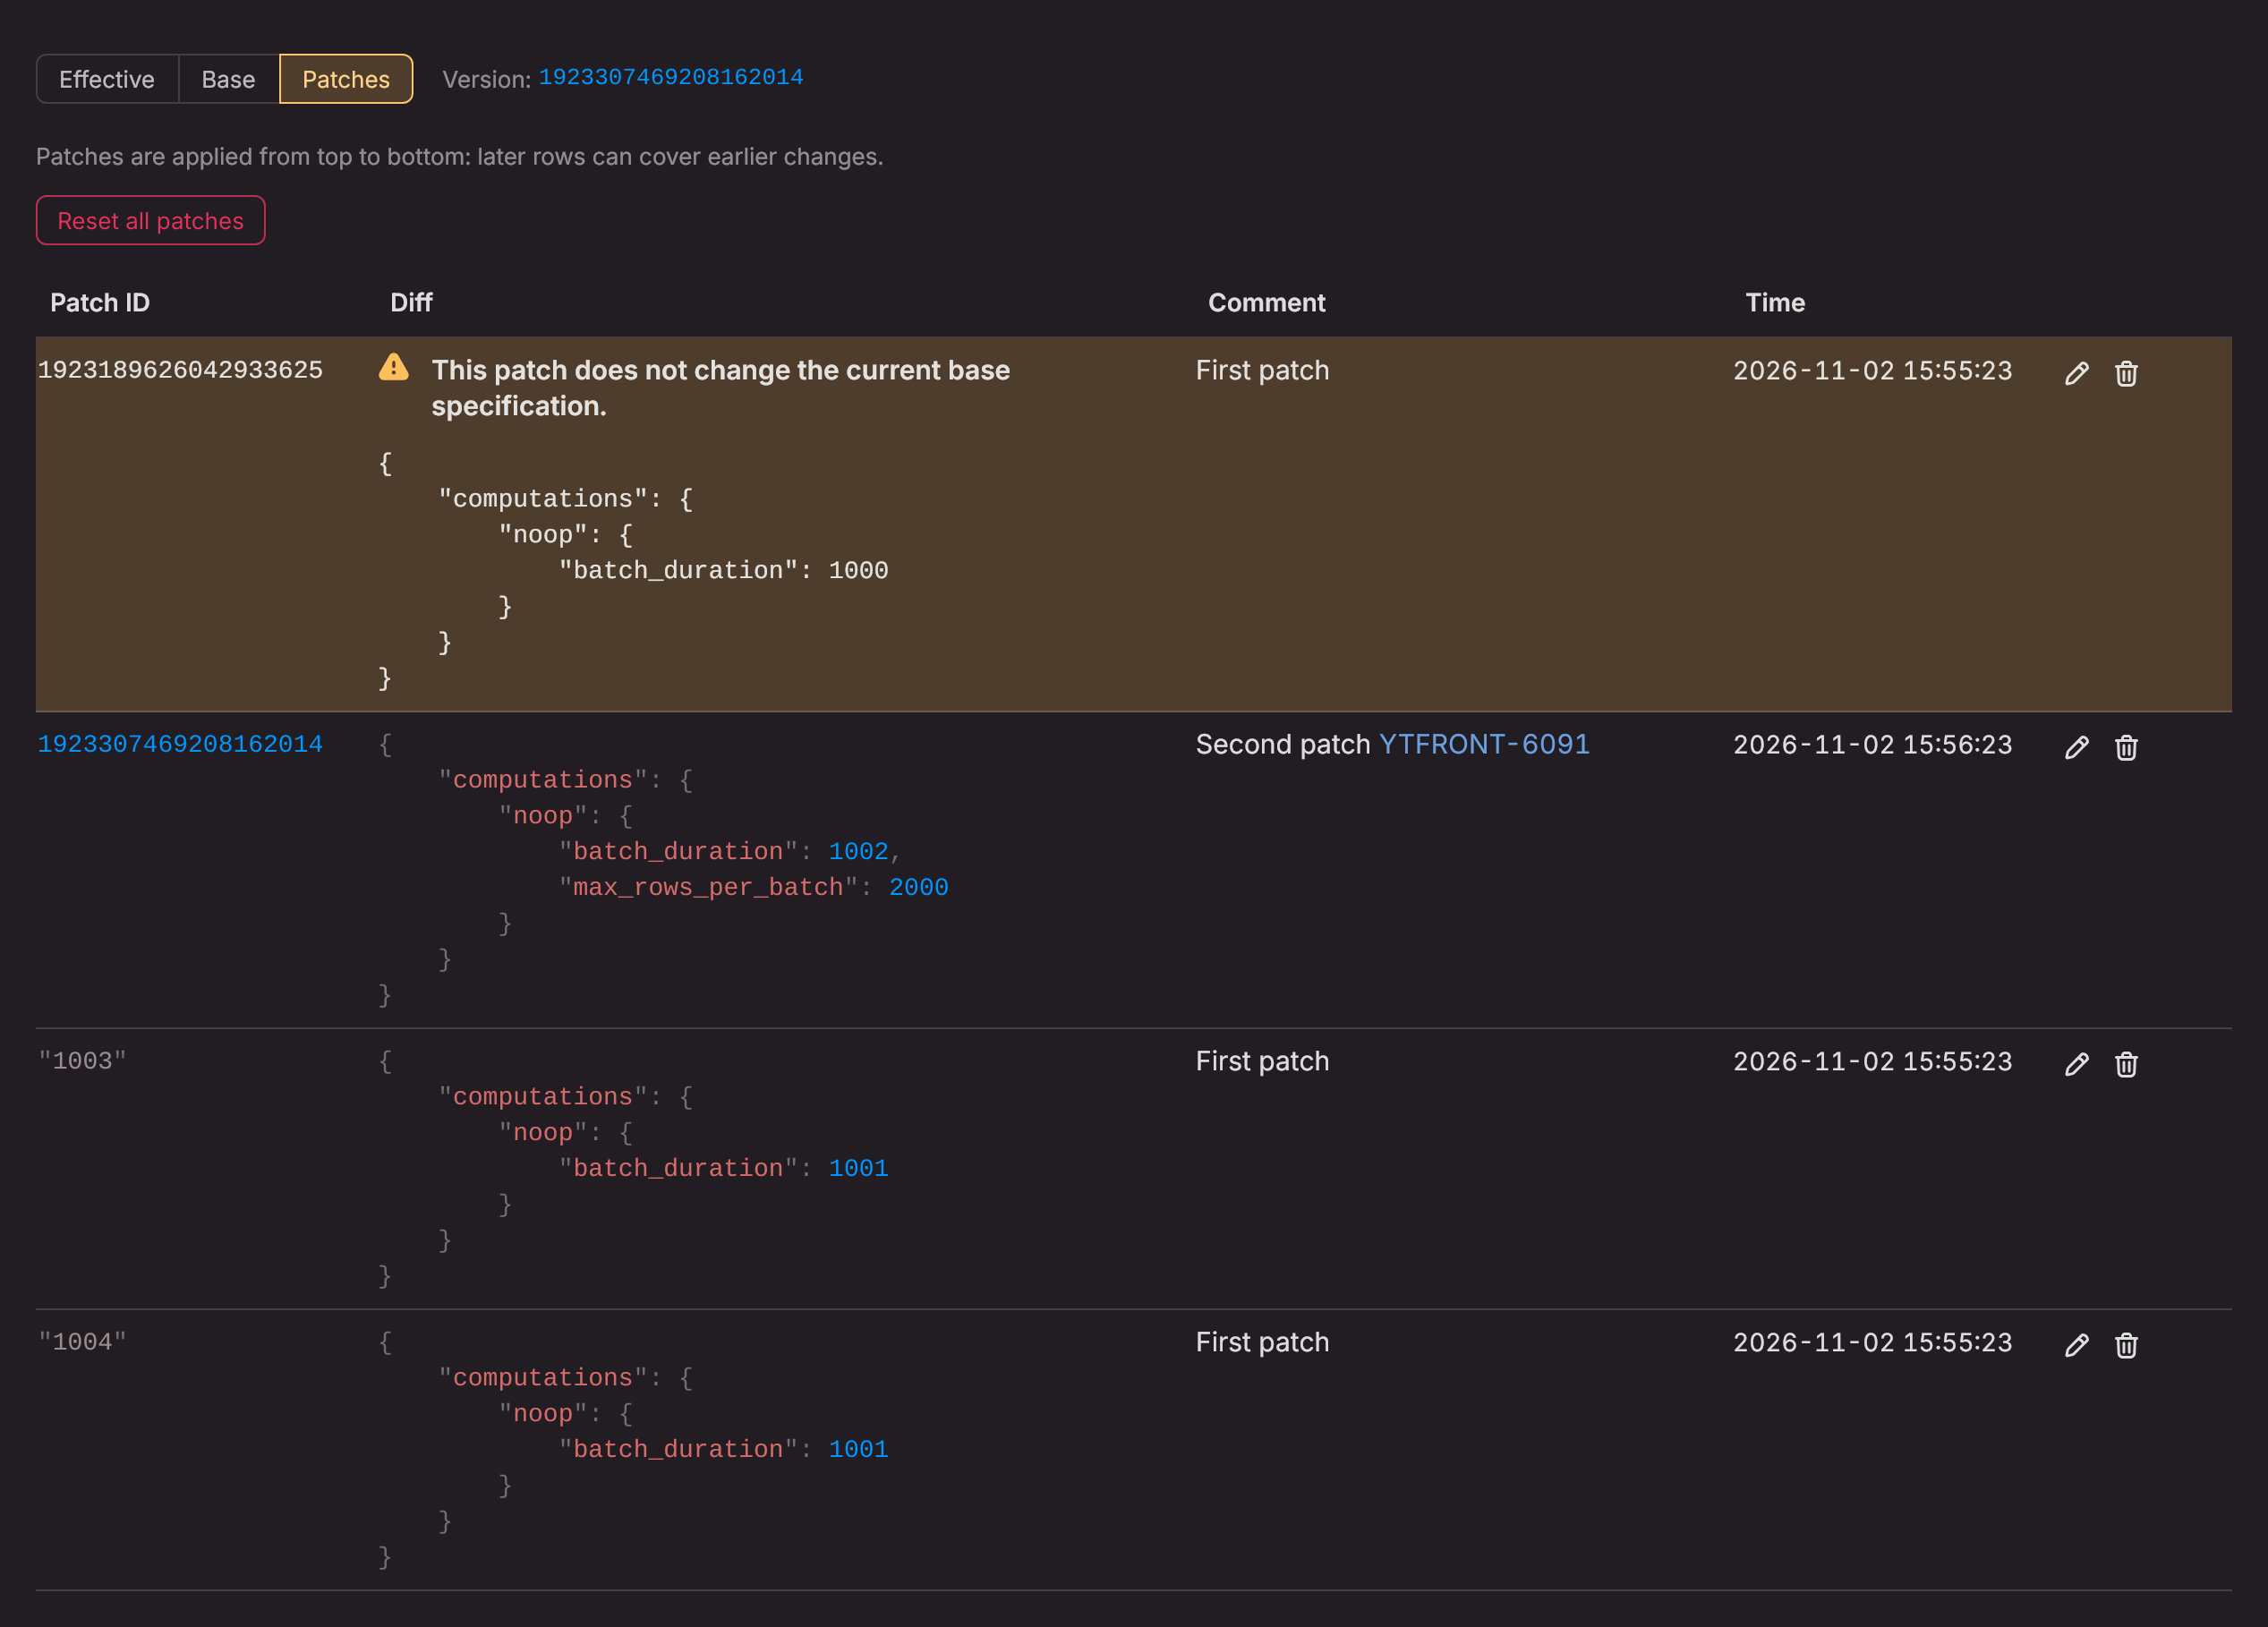 Effective Base Patches Version: 1923307469208162014
Patches are applied from top to bottom: later rows can cover earlier changes.
Reset all patches
Patch ID Diff Comment Time
1923189626042933625 This patch does not change the current base First patch 2026-11-02 15:55:23
specification.
{
"computations": {
"noop": {
"batch_duration": 1000
}
}
}
1923307469208162014 { Second patch YTFRONT-6091 2026-11-02 15:56:23
"computations": {
"noop": {
"batch_duration": 1002,
"max_rows_per_batch": 2000
}
}
}
"1003" { First patch 2026-11-02 15:55:23
"computations": {
"noop": {
"batch_duration": 1001
}
}
}
"1004" { First patch 2026-11-02 15:55:23
"computations": {
"noop": {
"batch_duration": 1001
}
}
}